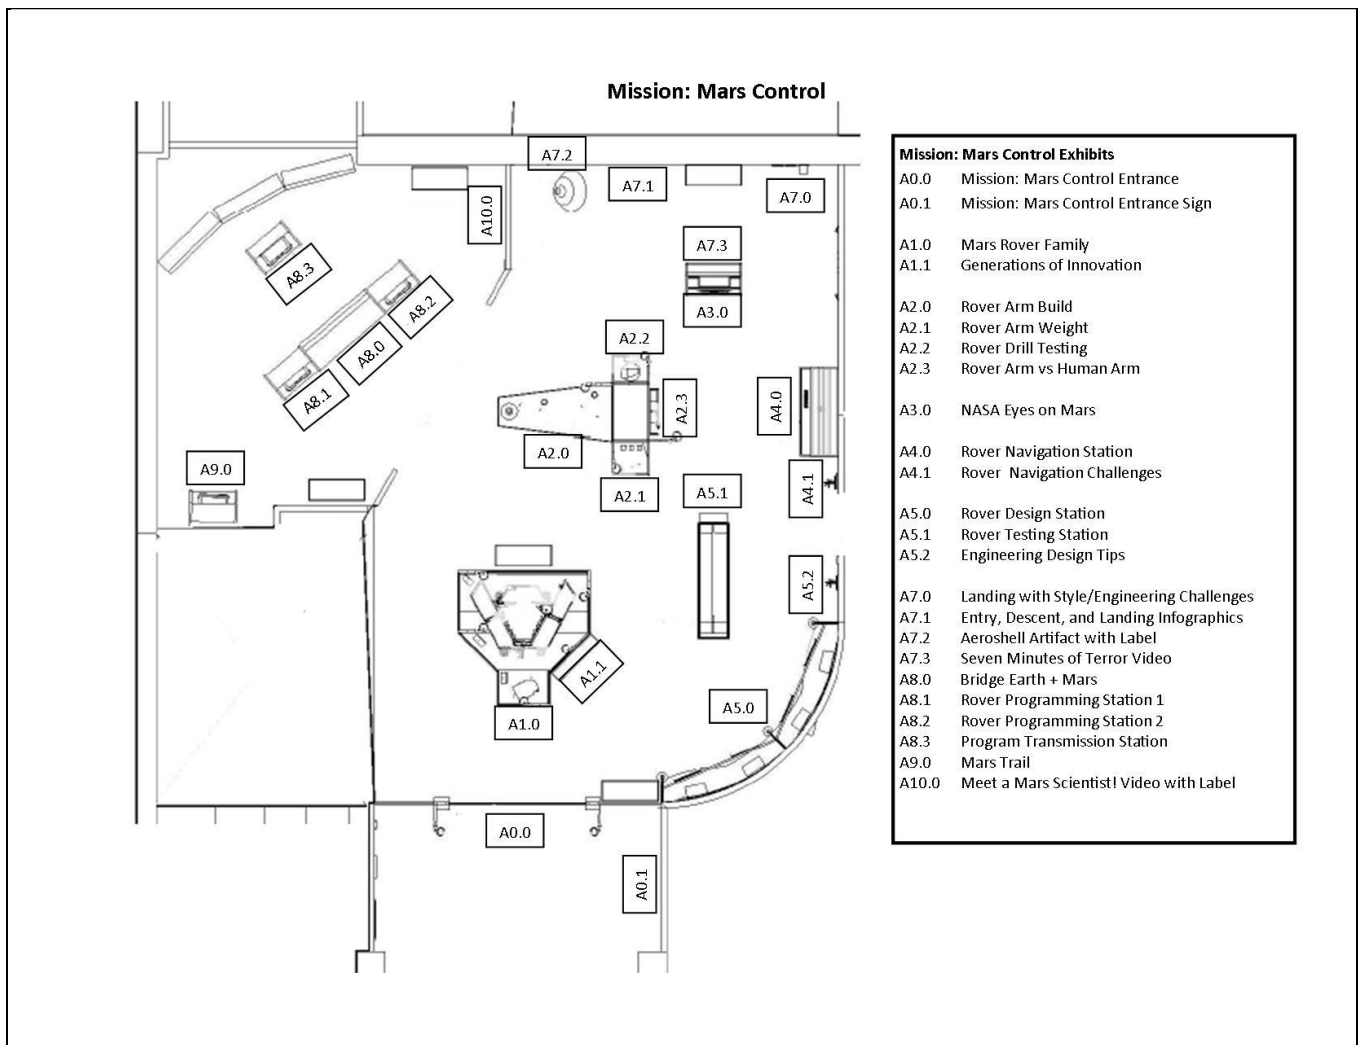 Mission: Mars Control
A7.2
A7.1
A7.0
A10.0
A7.3
A8.3
A3.0
A8.2
A2.2
A8.0
A8.1
A2.3
A4.0
A2.0
A9.0
A2.1
A5.1
A4.1
A5.2
A1.1
A5.0
A1.0
A0.0
A0.1
Mission: Mars Control Exhibits
A0.0 Mission: Mars Control Entrance
A0.1 Mission: Mars Control Entrance Sign
A1.0 Mars Rover Family
A1.1 Generations of Innovation
A2.0 Rover Arm Build
A2.1 Rover Arm Weight
A2.2 Rover Drill Testing
A2.3 Rover Arm vs Human Arm
A3.0 NASA Eyes on Mars
A4.0 Rover Navigation Station
A4.1 Rover Navigation Challenges
A5.0 Rover Design Station
A5.1 Rover Testing Station
A5.2 Engineering Design Tips
A7.0 Landing with Style/Engineering Challenges
A7.1 Entry, Descent, and Landing Infographics
A7.2 Aeroshell Artifact with Label
A7.3 Seven Minutes of Terror Video
A8.0 Bridge Earth + Mars
A8.1 Rover Programming Station 1
A8.2 Rover Programming Station 2
A8.3 Program Transmission Station
A9.0 Mars Trail
A10.0 Meet a Mars Scientist! Video with Label